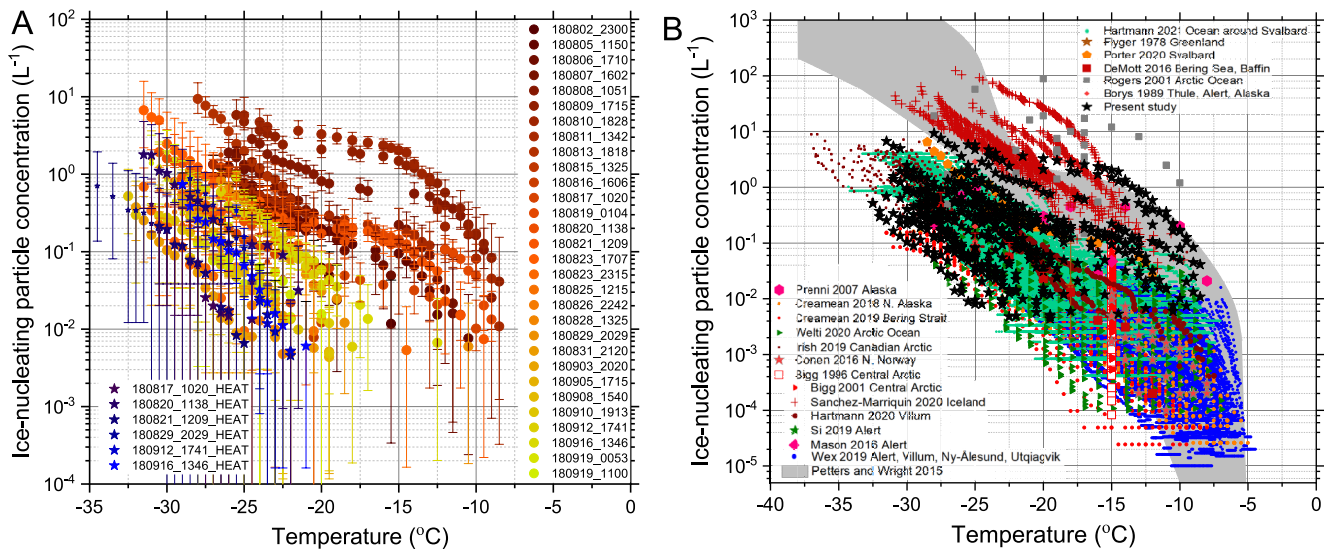 A
Ice-nucleating particle concentration (L⁻¹)
10²
10¹
10⁰
10⁻¹
10⁻²
10⁻³
10⁻⁴
180802_2300
180805_1150
180806_1710
180807_1602
180808_1051
180809_1715
180810_1828
180811_1342
180813_1818
180815_1325
180816_1606
180817_1020
180819_0104
180820_1138
180821_1209
180823_1707
180823_2315
180825_1215
180826_2242
180828_1325
180829_2029
180831_2120
180903_2020
180905_1715
180908_1540
180910_1913
180912_1741
180916_1346
180919_0053
180919_1100
180817_1020_HEAT
180820_1138_HEAT
180821_1209_HEAT
180829_2029_HEAT
180912_1741_HEAT
180916_1346_HEAT
-35 -30 -25 -20 -15 -10 -5 0
Temperature (°C)
B
Ice-nucleating particle concentration (L⁻¹)
10³
10²
10¹
10⁰
10⁻¹
10⁻²
10⁻³
10⁻⁴
10⁻⁵
Hartmann 2021 Ocean around Svalbard
Flyger 1978 Greenland
Porter 2020 Svalbard
DeMott 2016 Bering Sea, Baffin
Rogers 2001 Arctic Ocean
Borys 1989 Thule, Alert, Alaska
Present study
Prenni 2007 Alaska
Creamean 2018 N. Alaska
Creamean 2019 Bering Strait
Welti 2020 Arctic Ocean
Irish 2019 Canadian Arctic
Conen 2016 N. Norway
Bigg 1996 Central Arctic
Bigg 2001 Central Arctic
Sanchez-Marriquin 2020 Iceland
Hartmann 2020 Villum
Si 2019 Alert
Mason 2016 Alert
Wex 2019 Alert, Villum, Ny-Ålesund, Utqiagvik
Petters and Wright 2015
-40 -35 -30 -25 -20 -15 -10 -5 0
Temperature (°C)